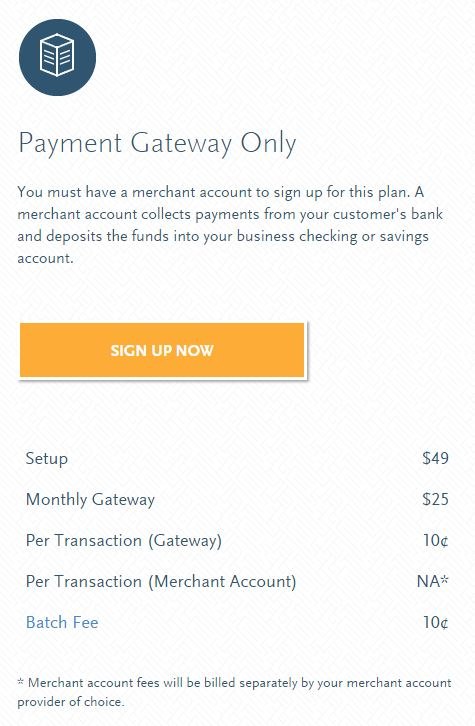 Payment Gateway Only
You must have a merchant account to sign up for this plan. A
merchant account collects payments from your customer's bank
and deposits the funds into your business checking or savings
account.
SIGN UP NOW
Setup $49
Monthly Gateway $25
Per Transaction (Gateway) 10¢
Per Transaction (Merchant Account) NA*
Batch Fee 10¢
* Merchant account fees will be billed separately by your merchant account
provider of choice.